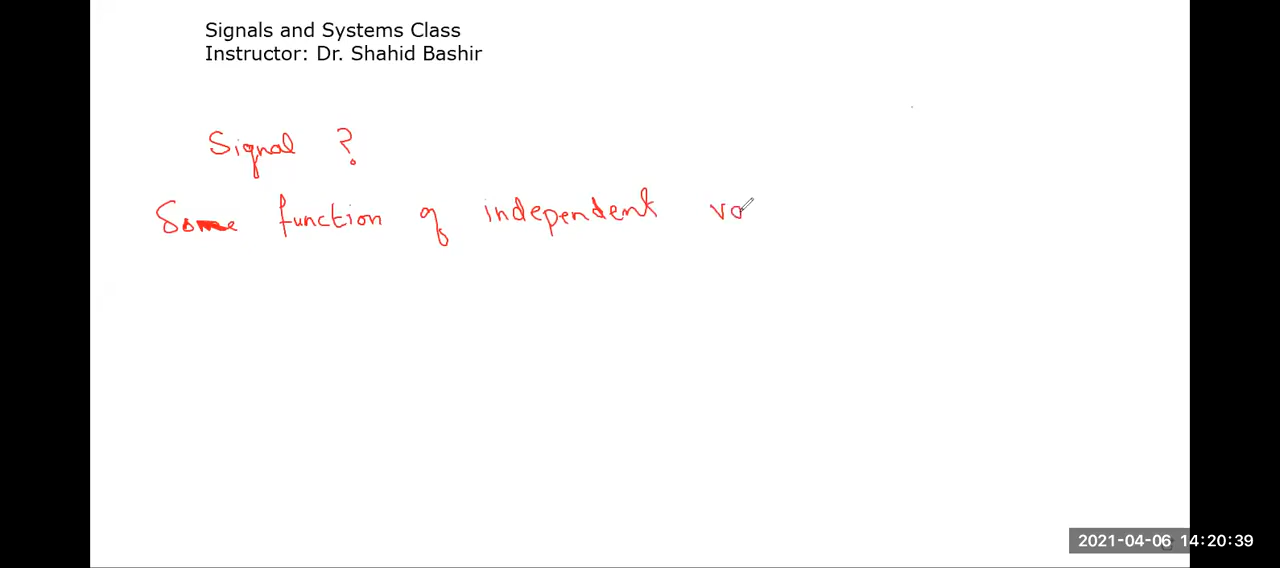 Signals and Systems Class
Instructor: Dr. Shahid Bashir
Signal ?
Some function of independent va
2021-04-06 14:20:39